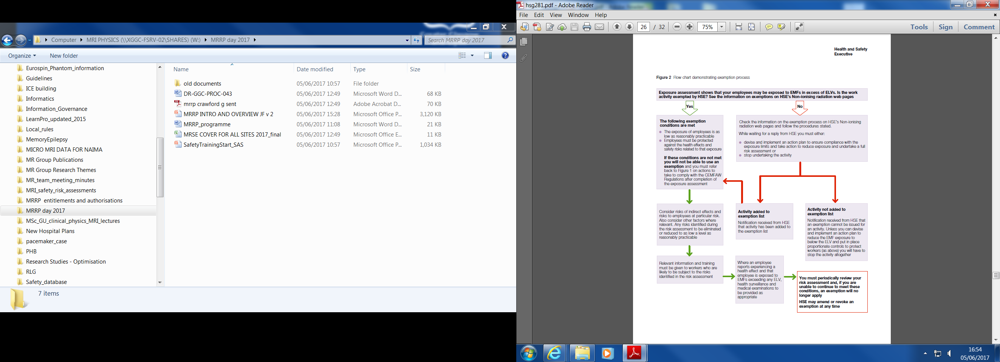 Computer MRI PHYSICS (\\XGGC-FSRV-02\SHARES) (W:) MRRP day 2017
Search MRRP day 2017
Organize New folder
Eurospin_Phantom_information
Guidelines
ICE building
Informatics
Information_Governance
LearnPro_updated_2015
Local_rules
MemoryEpilepsy
MICRO MRI DATA FOR NAIMA
MR Group Publications
MR Group Research Themes
MR_team_meeting_minutes
MRI_safety_risk_assessments
MRRP  entitlements and authorisations
MRRP day 2017
MSc_GU_clinical_physics_MRI_lectures
New Hospital Plans
pacemaker_case
PHB
Research Studies - Optimisation
RLG
Safety_database
Name Date modified Type Size
old documents 05/06/2017 10:57 File folder
DR-GGC-PROC-043 05/06/2017 12:49 Microsoft Word D... 68 KB
mrrp crawford g sent 05/06/2017 12:49 Adobe Acrobat D... 70 KB
MRRP INTRO AND OVERVIEW JF v 2 05/06/2017 15:28 Microsoft Office P... 3,120 KB
MRRP_programme 05/06/2017 11:08 Microsoft Word D... 21 KB
MRSE COVER FOR ALL SITES 2017_final 05/06/2017 12:49 Microsoft Office E... 11 KB
SafetyTrainingStart_SAS 05/06/2017 10:57 Microsoft Office P... 1,034 KB
7 items
hsg281.pdf - Adobe Reader
File Edit View Window Help
26 / 32 75% Tools Sign Comment
Health and Safety
Executive
Figure 2 Flow chart demonstrating exemption process
Exposure assessment shows that your employees may be exposed to EMFs in excess of ELVs. Is the work
activity exempted by HSE? See the information on exemptions on HSE's Non-ionising radiation web pages
Yes
No
The following exemption
conditions are met
The exposure of employees is as
low as reasonably practicable
Employees must be protected
against the health effects and
safety risks related to that exposure
If these conditions are not met
you will not be able to use an
exemption and you must refer
back to Figure 1 on actions to
take to comply with the CEMFAW
Regulations after completion of
the exposure assessment
Check the information on the exemption process on HSE's Non-ionising
radiation web pages and follow the procedures stated.
While waiting for a reply from HSE you must either:
devise and implement an action plan to ensure compliance with the
exposure limits and take action to reduce exposure and undertake a full
risk assessment or
stop undertaking the activity
Consider risks of indirect effects and
risks to employees at particular risk.
Also consider other factors where
relevant. Any risks identified during
the risk assessment to be eliminated
or reduced to as low a level as
reasonably practicable
Activity added to
exemption list
Notification received from HSE
that activity has been added to
the exemption list
Activity not added to
exemption list
Notification received from HSE that
an exemption cannot be issued for
an activity. Unless you can devise
and implement an action plan to
reduce the EMF exposure to
below the ELV and put in place
proportionate controls to protect
workers (as above) you will have to
stop the activity altogether
Relevant information and training
must be given to workers who are
likely to be subject to the risks
identified in the risk assessment
Where an employee
reports experiencing a
health effect and that
employee is exposed to
EMFs exceeding any ELV,
health surveillance and
medical examinations to
be provided as
appropriate
You must periodically review your
risk assessment and, if you are
unable to continue to meet these
conditions, an exemption will no
longer apply
HSE may amend or revoke an
exemption at any time
16:54
05/06/2017